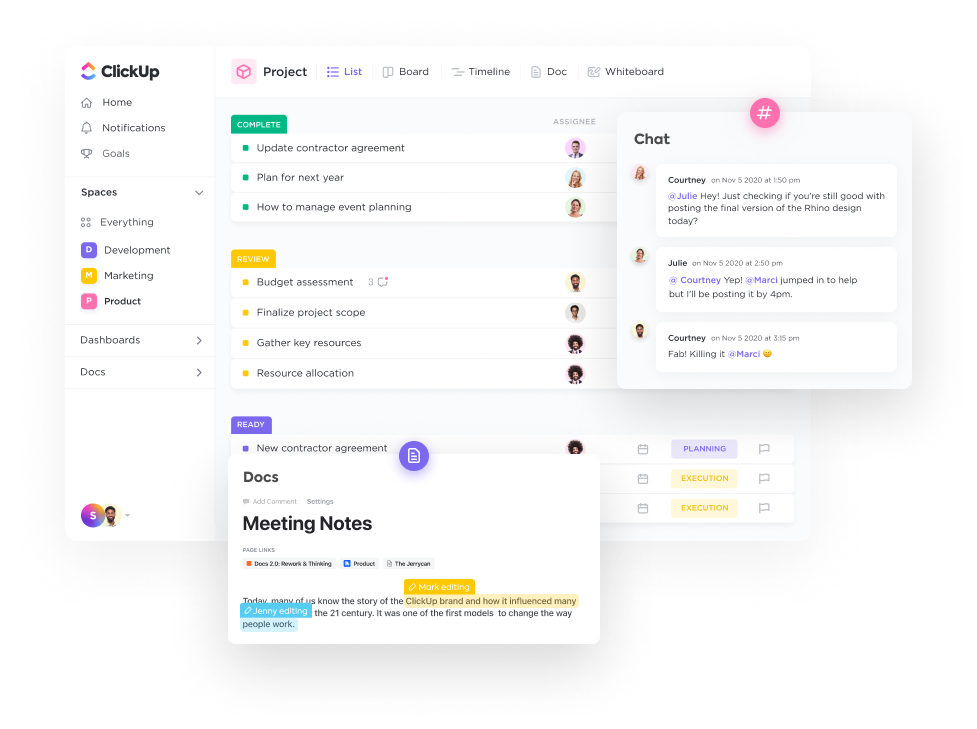 ClickUp
Home
Notifications
Goals
Spaces
Everything
D Development
M Marketing
P Product
Dashboards
Docs
S
Project List Board Timeline Doc Whiteboard
COMPLETE ASSIGNEE
Update contractor agreement
Plan for next year
How to manage event planning
REVIEW
Budget assessment 3
Finalize project scope
Gather key resources
Resource allocation
READY
New contractor agreement PLANNING
EXECUTION
EXECUTION
#
Chat
Courtney on Nov 5 2020 at 1:50 pm
@Julie Hey! Just checking if you're still good with
posting the final version of the Rhino design
today?
Julie on Nov 5 2020 at 2:50 pm
@ Courtney Yep! @Marci jumped in to help
but I'll be posting it by 4pm.
Courtney on Nov 5 2020 at 3:15 pm
Fab! Killing it @Marci 😀
Docs
Add Comment Settings
Meeting Notes
PAGE LINKS
Docs 2.0: Rework & Thinking Product The Jerrycan
Mark editing
Today, many of us know the story of the ClickUp brand and how it influenced many
Jenny editing the 21 century. It was one of the first models to change the way
people work.